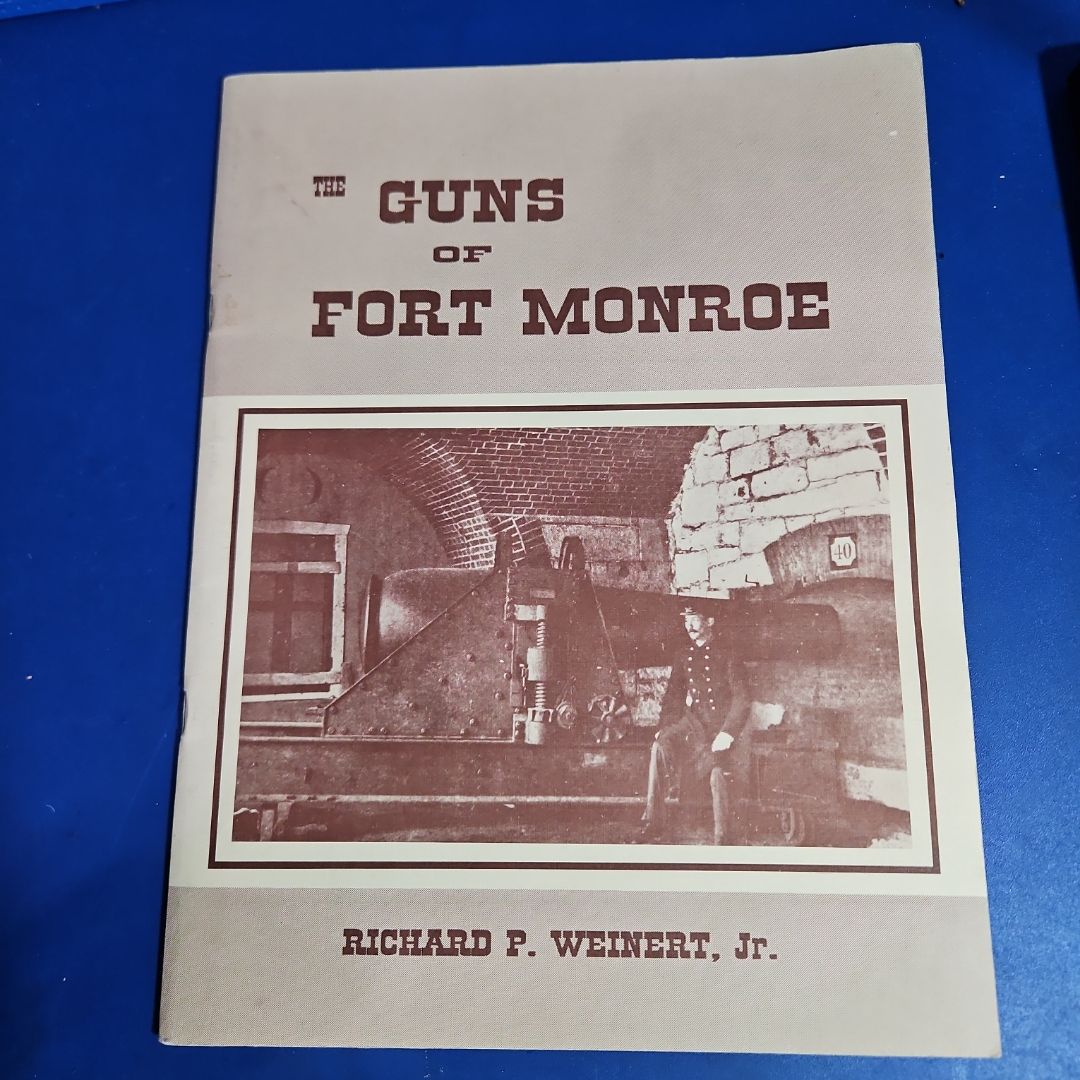 THE GUNS
OF
FORT MONROE
40
RICHARD P. WEINERT, Jr.